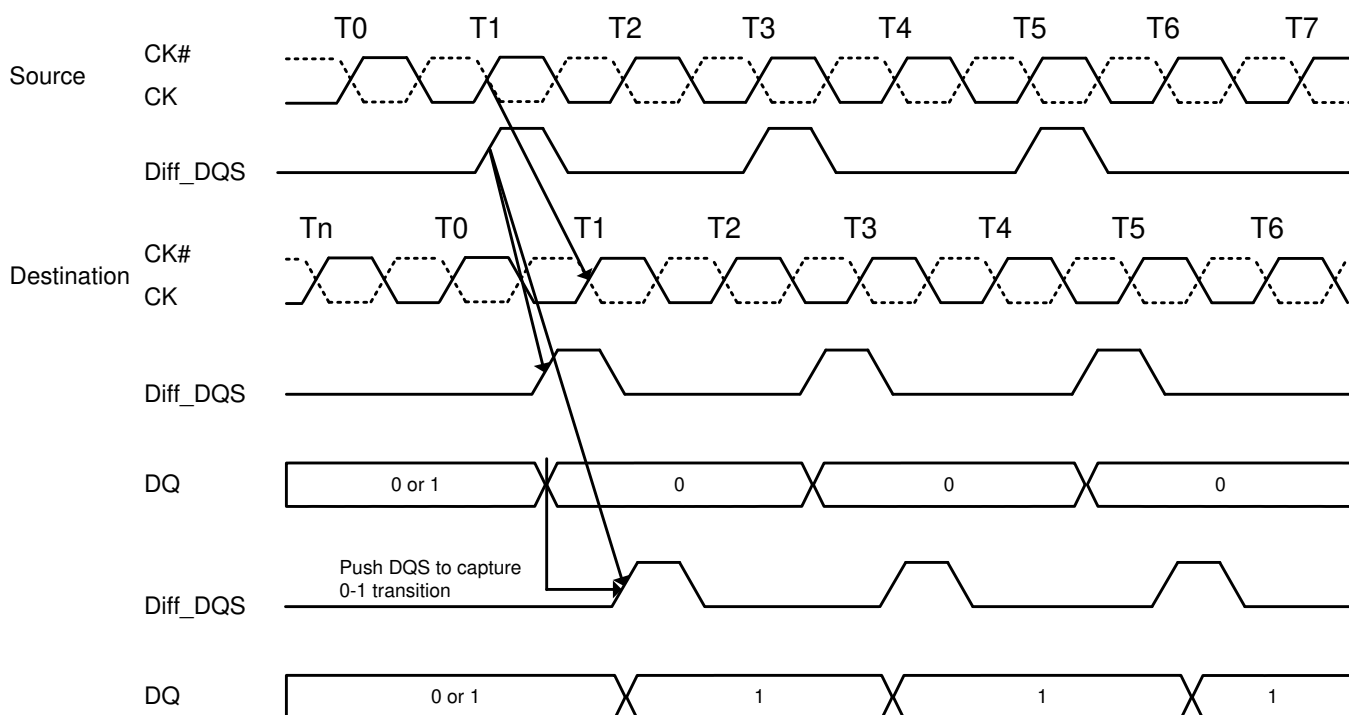 T0 T1 T2 T3 T4 T5 T6 T7
CK#
Source
CK
Diff_DQS
Tn T0 T1 T2 T3 T4 T5 T6
CK#
Destination
CK
Diff_DQS
DQ 0 or 1 0 0 0
Push DQS to capture
0-1 transition
Diff_DQS
DQ 0 or 1 1 1 1